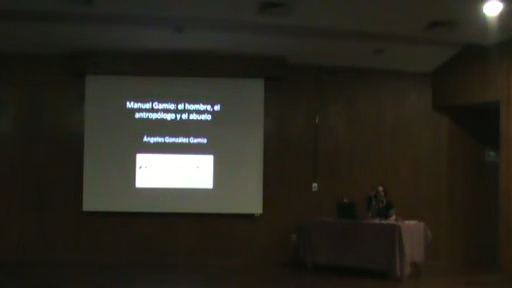 Manuel Gamio: el hombre, el
antropólogo y el abuelo
Ángeles González Gamio